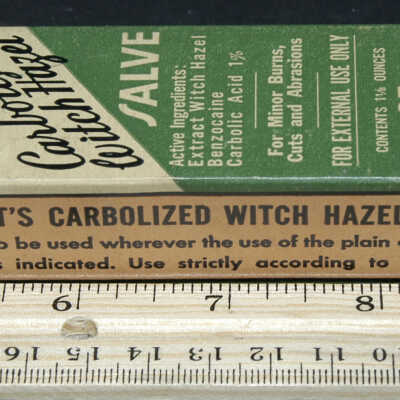 Carbolized
Witch Hazel
SALVE
Active Ingredients:
Extract Witch Hazel
Benzocaine
Carbolic Acid 1%
For Minor Burns,
Cuts and Abrasions
FOR EXTERNAL USE ONLY
CONTENTS 1⅛ OUNCES
T'S CARBOLIZED WITCH HAZEL
o be used wherever the use of the plain
s indicated. Use strictly according to
6 7 8
16 15 14 13 12 11 10